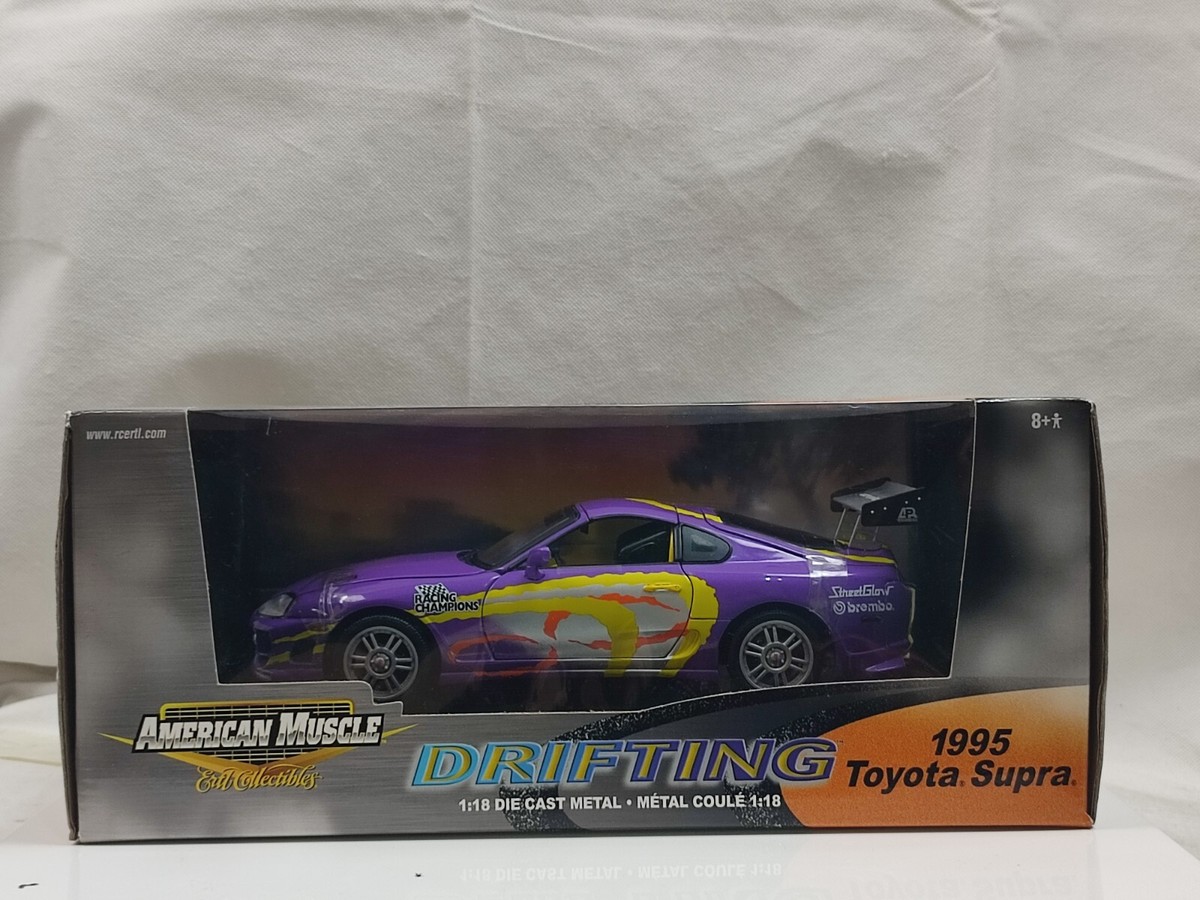 www.rcertl.com
8+
RACING
CHAMPIONS
StreetGlow
brembo
AMERICAN MUSCLE
Ertl Collectibles
DRIFTING
1:18 DIE CAST METAL • MÉTAL COULÉ 1:18
1995
Toyota Supra